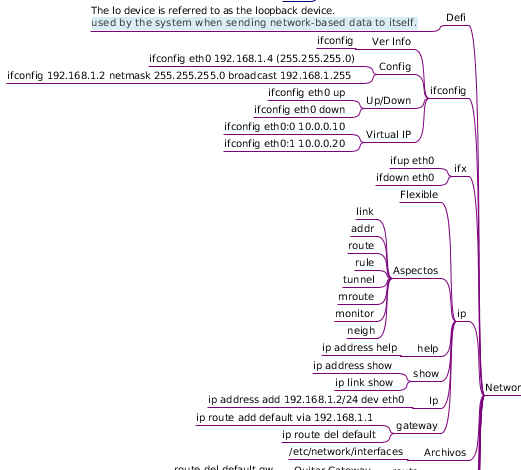 The lo device is referred to as the loopback device.
used by the system when sending network-based data to itself.
Defi
ifconfig
Ver Info
ifconfig eth0 192.168.1.4 (255.255.255.0)
Config
ifconfig 192.168.1.2 netmask 255.255.255.0 broadcast 192.168.1.255
ifconfig eth0 up
Up/Down
ifconfig
ifconfig eth0 down
ifconfig eth0:0 10.0.0.10
Virtual IP
ifconfig eth0:1 10.0.0.20
ifup eth0
ifx
ifdown eth0
Flexible
link
addr
route
rule
Aspectos
tunnel
mroute
monitor
ip
neigh
ip address help
help
ip address show
show
ip link show
Networ
ip address add 192.168.1.2/24 dev eth0
Ip
ip route add default via 192.168.1.1
gateway
ip route del default
/etc/network/interfaces
Archivos
route del default gw
Quitar Gateway
route